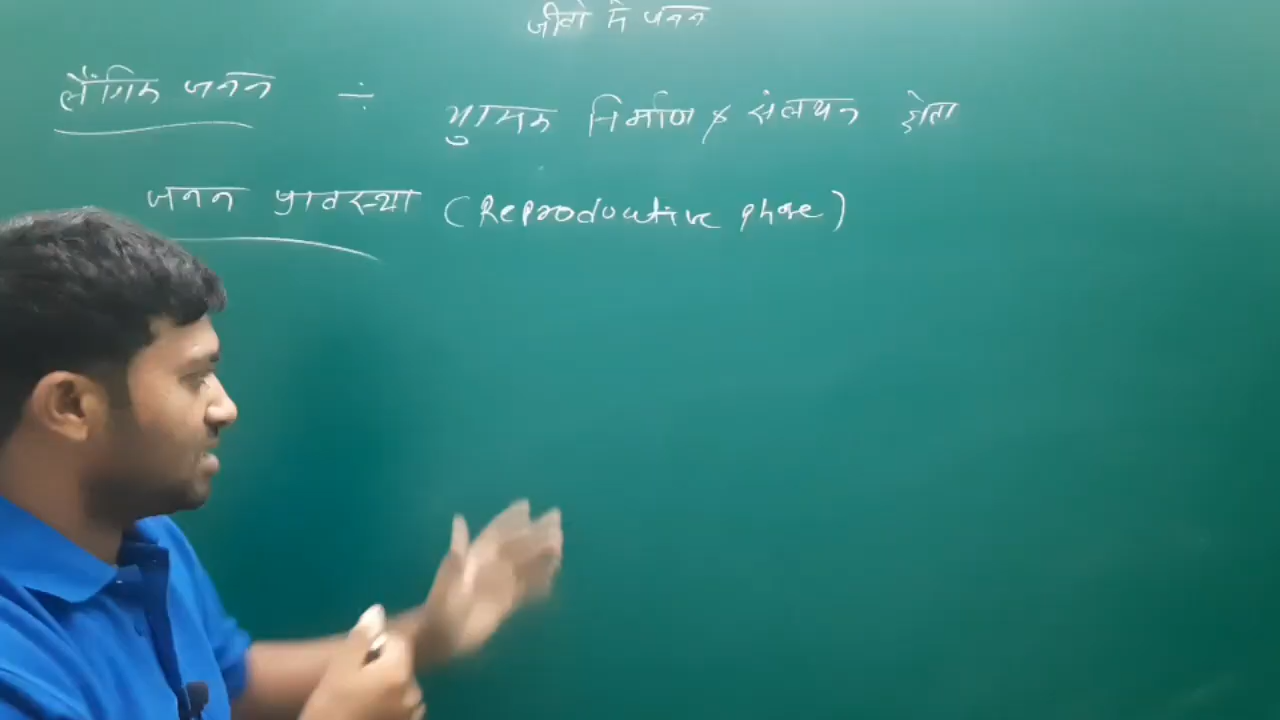 जीवो में जनन
लैंगिक जनन ÷ युग्मक निर्माण & संलयन होता
जनन प्रावस्था (Reproductive phase)